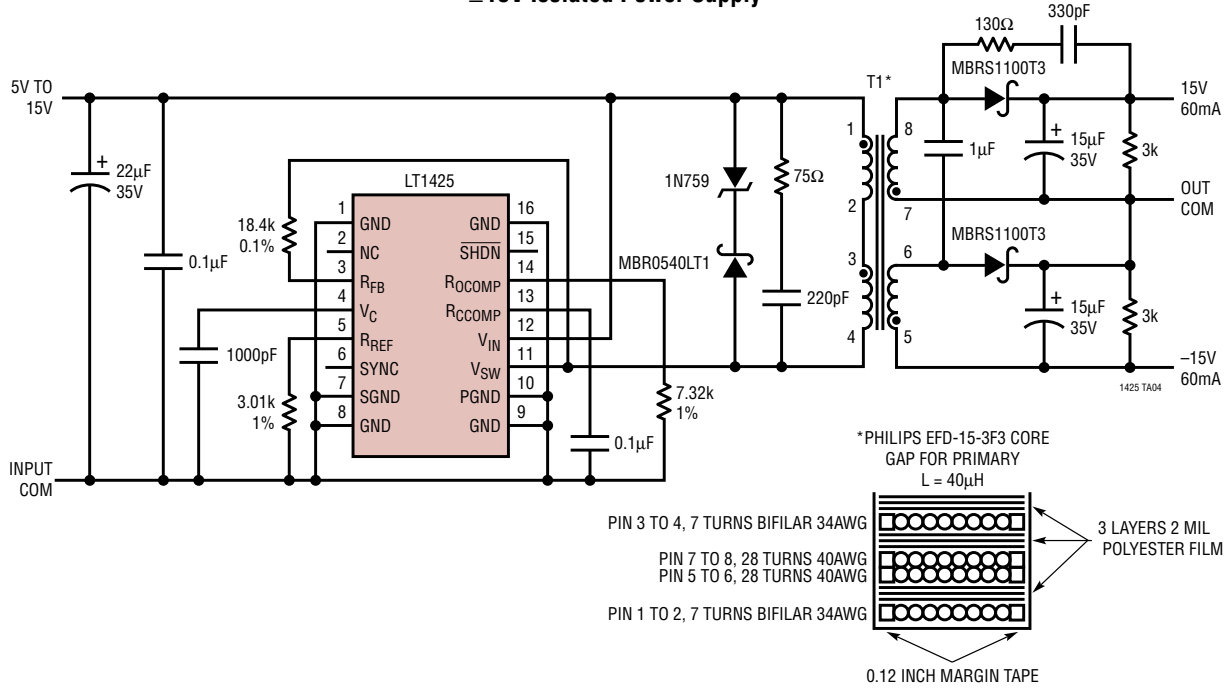 ±15V Isolated Power Supply
130Ω
330pF
MBRS1100T3
T1*
5V TO
15V
15V
60mA
22µF
35V
+
0.1µF
18.4k
0.1%
LT1425
1 GND
2 NC
3 RFB
4 VC
5 RREF
6 SYNC
7 SGND
8 GND
GND 16
SHDN 15
ROCOMP 14
RCCOMP 13
VIN 12
VSW 11
PGND 10
GND 9
1000pF
3.01k
1%
7.32k
1%
0.1µF
INPUT
COM
1N759
MBR0540LT1
75Ω
220pF
1
2
3
4
8
7
6
5
1µF
+
15µF
35V
3k
OUT
COM
MBRS1100T3
+
15µF
35V
3k
–15V
60mA
1425 TA04
*PHILIPS EFD-15-3F3 CORE
GAP FOR PRIMARY
L = 40µH
PIN 3 TO 4, 7 TURNS BIFILAR 34AWG
PIN 7 TO 8, 28 TURNS 40AWG
PIN 5 TO 6, 28 TURNS 40AWG
PIN 1 TO 2, 7 TURNS BIFILAR 34AWG
3 LAYERS 2 MIL
POLYESTER FILM
0.12 INCH MARGIN TAPE